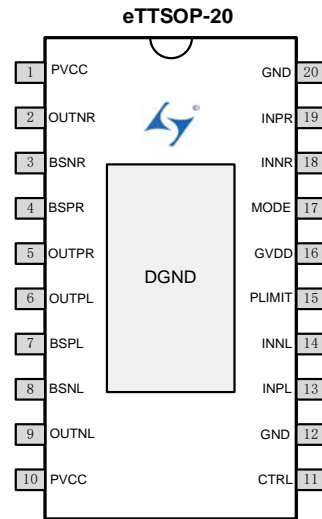 eTTSOP-20
1 PVCC GND 20
2 OUTNR INPR 19
3 BSNR INNR 18
4 BSPR MODE 17
5 OUTPR GVDD 16
DGND
6 OUTPL PLIMIT 15
7 BSPL INNL 14
8 BSNL INPL 13
9 OUTNL GND 12
10 PVCC CTRL 11